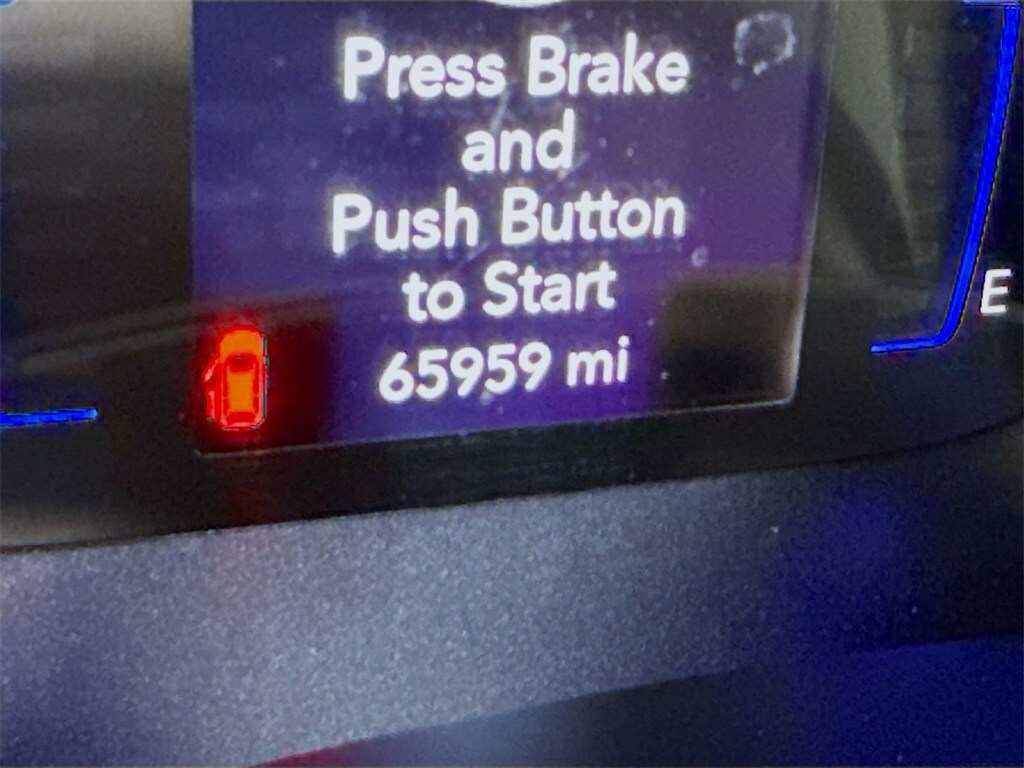 Press Brake
and
Push Button
to Start
65959 mi
E